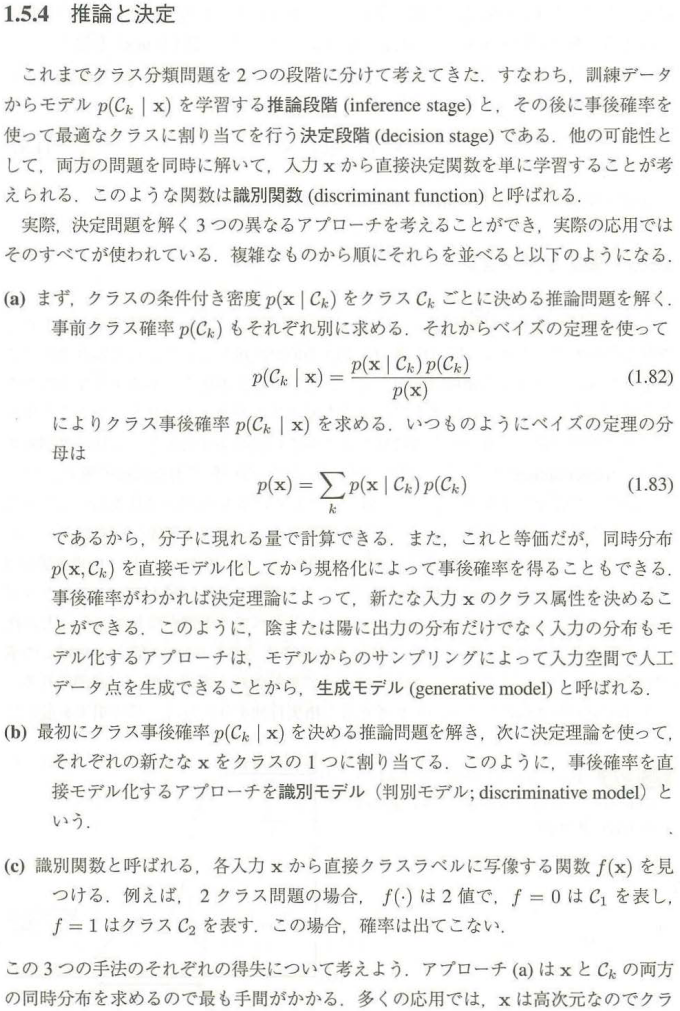 1.5.4 推論と決定
これまでクラス分類問題を2つの段階に分けて考えてきた．すなわち，訓練データ
からモデル p(Cₖ | x) を学習する推論段階 (inference stage) と，その後に事後確率を
使って最適なクラスに割り当てを行う決定段階 (decision stage) である．他の可能性と
して，両方の問題を同時に解いて，入力 x から直接決定関数を単に学習することが考
えられる．このような関数は識別関数 (discriminant function) と呼ばれる．
実際，決定問題を解く3つの異なるアプローチを考えることができ，実際の応用では
そのすべてが使われている．複雑なものから順にそれらを並べると以下のようになる．
(a) まず，クラスの条件付き密度 p(x | Cₖ) をクラス Cₖ ごとに決める推論問題を解く．
事前クラス確率 p(Cₖ) もそれぞれ別に求める．それからベイズの定理を使って
p(Cₖ | x) = p(x | Cₖ) p(Cₖ) / p(x) (1.82)
によりクラス事後確率 p(Cₖ | x) を求める．いつものようにベイズの定理の分
母は
p(x) = ∑ₖ p(x | Cₖ) p(Cₖ) (1.83)
であるから，分子に現れる量で計算できる．また，これと等価だが，同時分布
p(x, Cₖ) を直接モデル化してから規格化によって事後確率を得ることもできる．
事後確率がわかれば決定理論によって，新たな入力 x のクラス属性を決めるこ
とができる．このように，陰または陽に出力の分布だけでなく入力の分布もモ
デル化するアプローチは，モデルからのサンプリングによって入力空間で人工
データ点を生成できることから，生成モデル (generative model) と呼ばれる．
(b) 最初にクラス事後確率 p(Cₖ | x) を決める推論問題を解き，次に決定理論を使って，
それぞれの新たな x をクラスの1つに割り当てる．このように，事後確率を直
接モデル化するアプローチを識別モデル（判別モデル; discriminative model）と
いう．
(c) 識別関数と呼ばれる，各入力 x から直接クラスラベルに写像する関数 f(x) を見
つける．例えば，2クラス問題の場合，f(·) は2値で，f = 0 は C₁ を表し，
f = 1 はクラス C₂ を表す．この場合，確率は出てこない．
この3つの手法のそれぞれの得失について考えよう．アプローチ (a) は x と Cₖ の両方
の同時分布を求めるので最も手間がかかる．多くの応用では，x は高次元なのでクラ